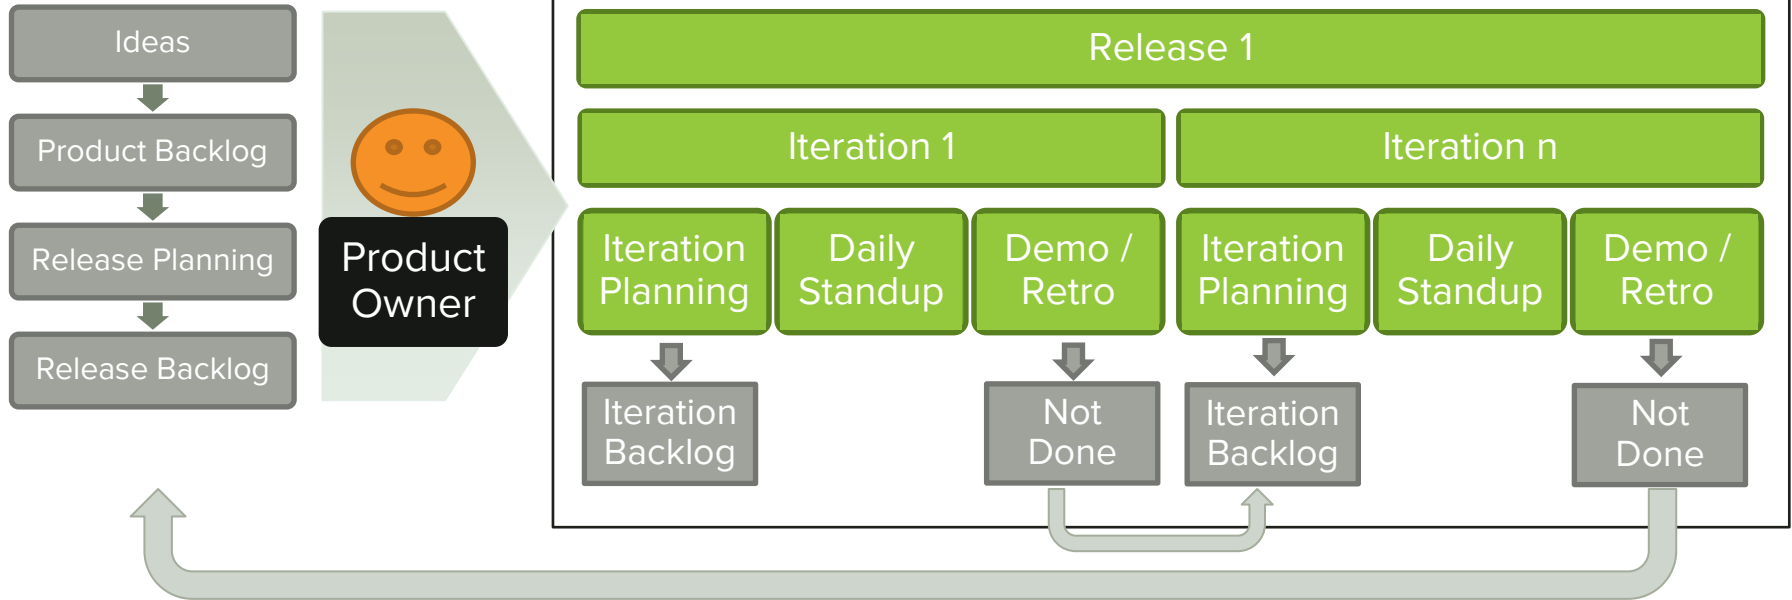 Ideas
Product Backlog
Release Planning
Release Backlog
Product
Owner
Release 1
Iteration 1
Iteration n
Iteration
Planning
Daily
Standup
Demo /
Retro
Iteration
Planning
Daily
Standup
Demo /
Retro
Iteration
Backlog
Not
Done
Iteration
Backlog
Not
Done